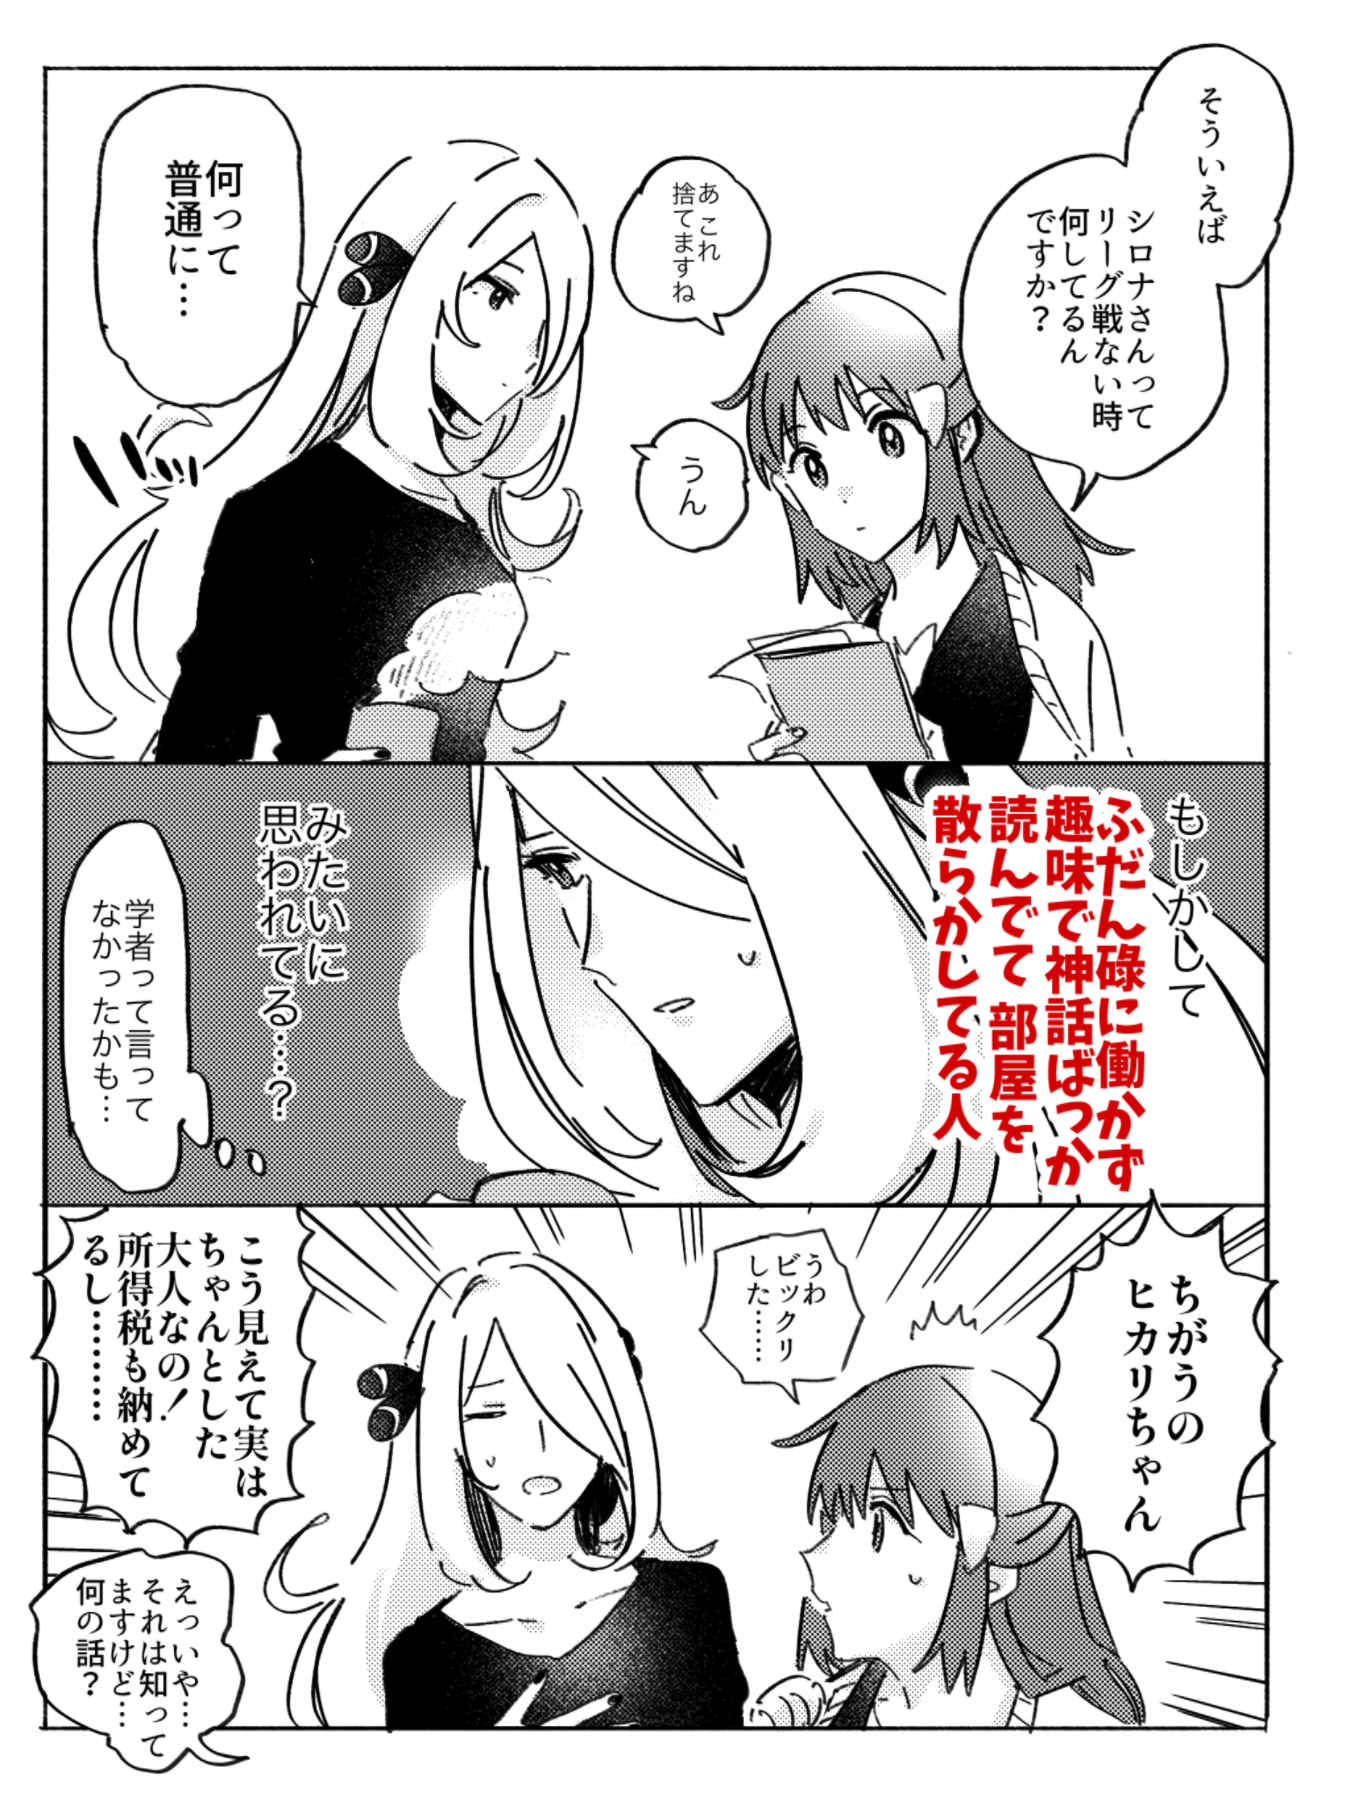 そういえば
シロナさんって
リーグ戦ない時
何してるん
ですか？
あ これ
捨てますね
うん
何って
普通に…
もしかして
ふだん碌に働かず
趣味で神話ばっか
読んでて 部屋を
散らかしてる人
みたいに
思われてる……？
学者って言って
なかったかも…
ちがうの
ヒカリちゃん
うわ
ビックリ
した……
こう見えて実は
ちゃんとした
大人なの！
所得税も納めて
るし………
えっいや…
それは知って
ますけど…
何の話？